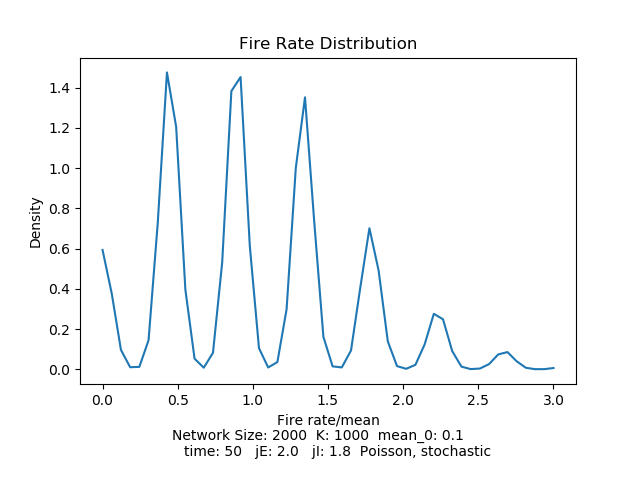 Fire Rate Distribution
1.4
1.2
1.0
0.8
0.6
0.4
0.2
0.0
Density
0.0 0.5 1.0 1.5 2.0 2.5 3.0
Fire rate/mean
Network Size: 2000  K: 1000  mean_0: 0.1
time: 50   jE: 2.0   jI: 1.8  Poisson, stochastic